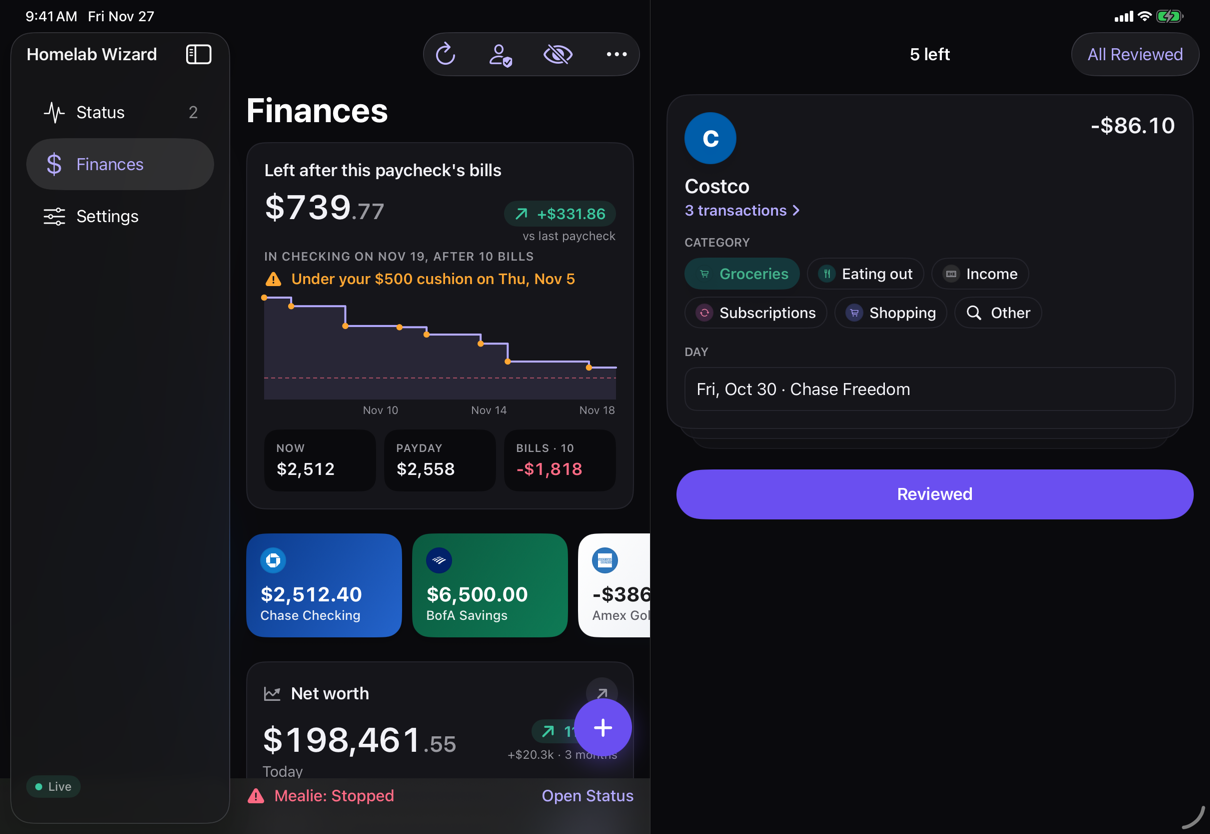 9:41 AM Fri Nov 27
Homelab Wizard
Status 2
Finances
Settings
Live
Finances
Left after this paycheck's bills
$739.77
+$331.86
vs last paycheck
IN CHECKING ON NOV 19, AFTER 10 BILLS
Under your $500 cushion on Thu, Nov 5
Nov 10 Nov 14 Nov 18
NOW
$2,512
PAYDAY
$2,558
BILLS · 10
-$1,818
$2,512.40
Chase Checking
$6,500.00
BofA Savings
-$386
Amex Gol
Net worth
$198,461.55
+$20.3k · 3 months
Today
Mealie: Stopped Open Status
5 left
All Reviewed
C
-$86.10
Costco
3 transactions
CATEGORY
Groceries Eating out Income
Subscriptions Shopping Other
DAY
Fri, Oct 30 · Chase Freedom
Reviewed